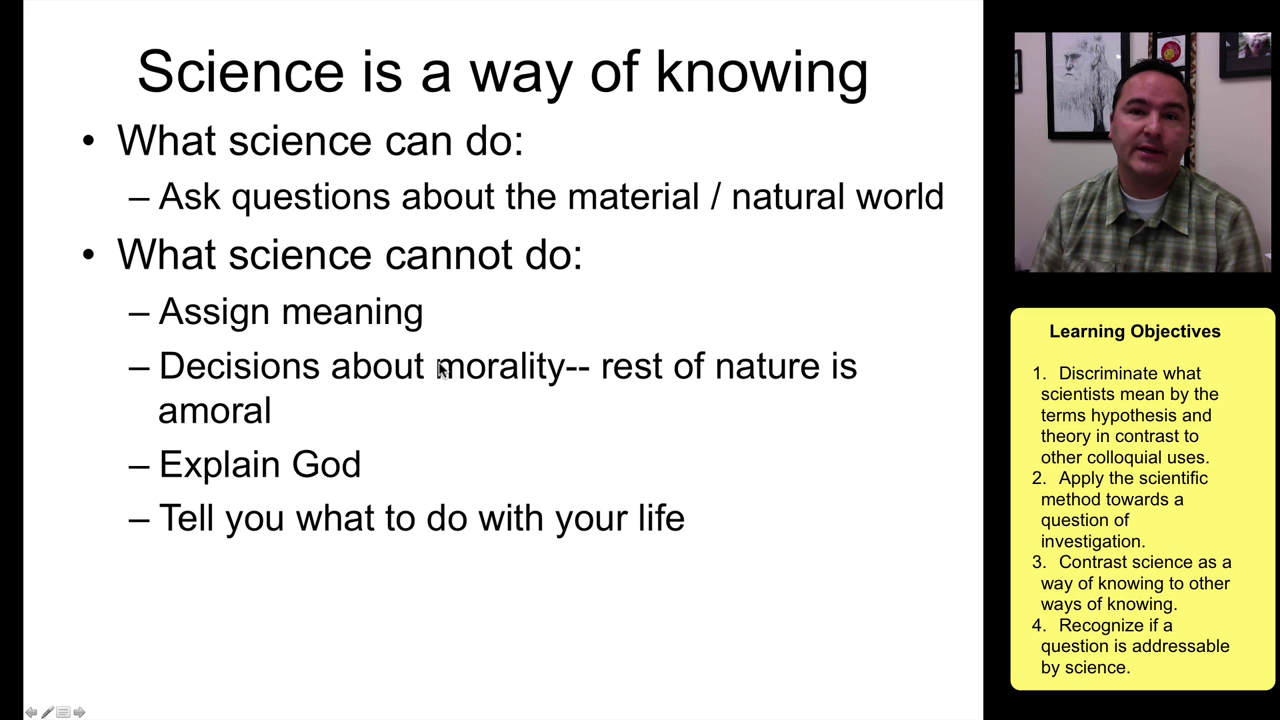 Science is a way of knowing
• What science can do:
– Ask questions about the material / natural world
• What science cannot do:
– Assign meaning
– Decisions about morality-- rest of nature is
amoral
– Explain God
– Tell you what to do with your life
Learning Objectives
1. Discriminate what
scientists mean by the
terms hypothesis and
theory in contrast to
other colloquial uses.
2. Apply the scientific
method towards a
question of
investigation.
3. Contrast science as a
way of knowing to other
ways of knowing.
4. Recognize if a
question is addressable
by science.